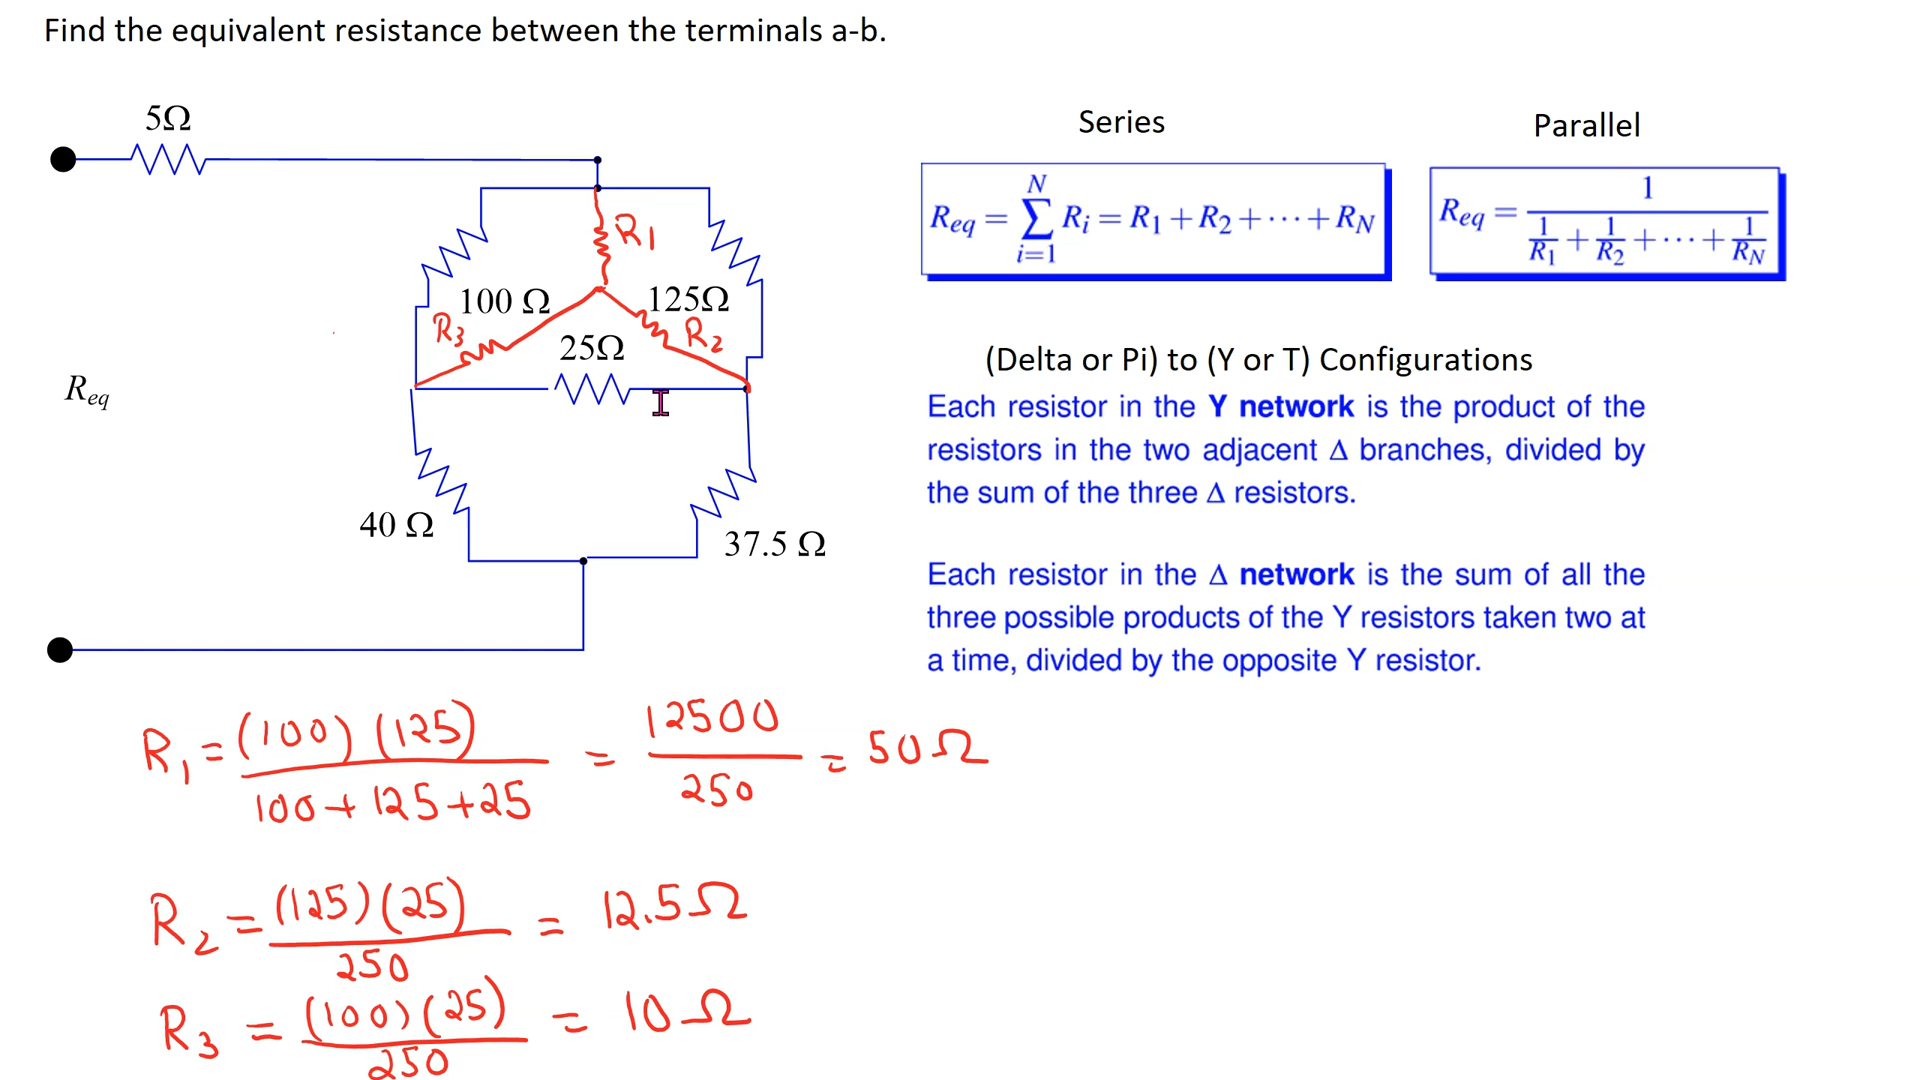 Find the equivalent resistance between the terminals a-b.
5Ω
R1
100 Ω
125Ω
R3
R2
25Ω
Req
40 Ω
37.5 Ω
Series
Req = ∑ᵢ₌₁ᴺ Ri = R1 + R2 + ··· + RN
Parallel
Req = 1 / (1/R1 + 1/R2 + ··· + 1/RN)
(Delta or Pi) to (Y or T) Configurations
Each resistor in the Y network is the product of the
resistors in the two adjacent Δ branches, divided by
the sum of the three Δ resistors.
Each resistor in the Δ network is the sum of all the
three possible products of the Y resistors taken two at
a time, divided by the opposite Y resistor.
R1 = (100)(125) / 100+125+25 = 12500 / 250 = 50Ω
R2 = (125)(25) / 250 = 12.5Ω
R3 = (100)(25) / 250 = 10Ω